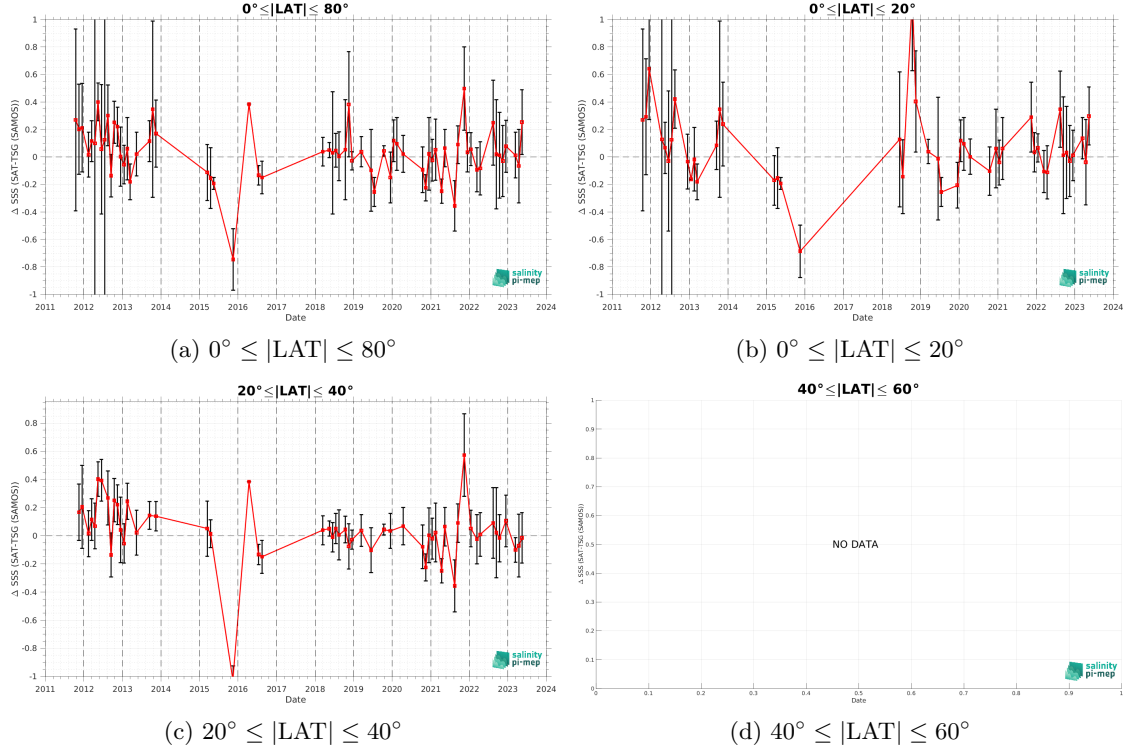 0°≤|LAT|≤ 80°
Δ SSS (SAT-TSG (SAMOS))
1
0.8
0.6
0.4
0.2
0
-0.2
-0.4
-0.6
-0.8
-1
2011 2012 2013 2014 2015 2016 2017 2018 2019 2020 2021 2022 2023 2024
Date
salinity
pi-mep
(a) 0° ≤ |LAT| ≤ 80°
0°≤|LAT|≤ 20°
Δ SSS (SAT-TSG (SAMOS))
1
0.8
0.6
0.4
0.2
0
-0.2
-0.4
-0.6
-0.8
-1
2011 2012 2013 2014 2015 2016 2017 2018 2019 2020 2021 2022 2023 2024
Date
salinity
pi-mep
(b) 0° ≤ |LAT| ≤ 20°
20°≤|LAT|≤ 40°
Δ SSS (SAT-TSG (SAMOS))
0.8
0.6
0.4
0.2
0
-0.2
-0.4
-0.6
-0.8
-1
2011 2012 2013 2014 2015 2016 2017 2018 2019 2020 2021 2022 2023 2024
Date
salinity
pi-mep
(c) 20° ≤ |LAT| ≤ 40°
40°≤|LAT|≤ 60°
Δ SSS (SAT-TSG (SAMOS))
1
0.9
0.8
0.7
0.6
0.5
0.4
0.3
0.2
0.1
0
NO DATA
0 0.1 0.2 0.3 0.4 0.5 0.6 0.7 0.8 0.9 1
Date
salinity
pi-mep
(d) 40° ≤ |LAT| ≤ 60°